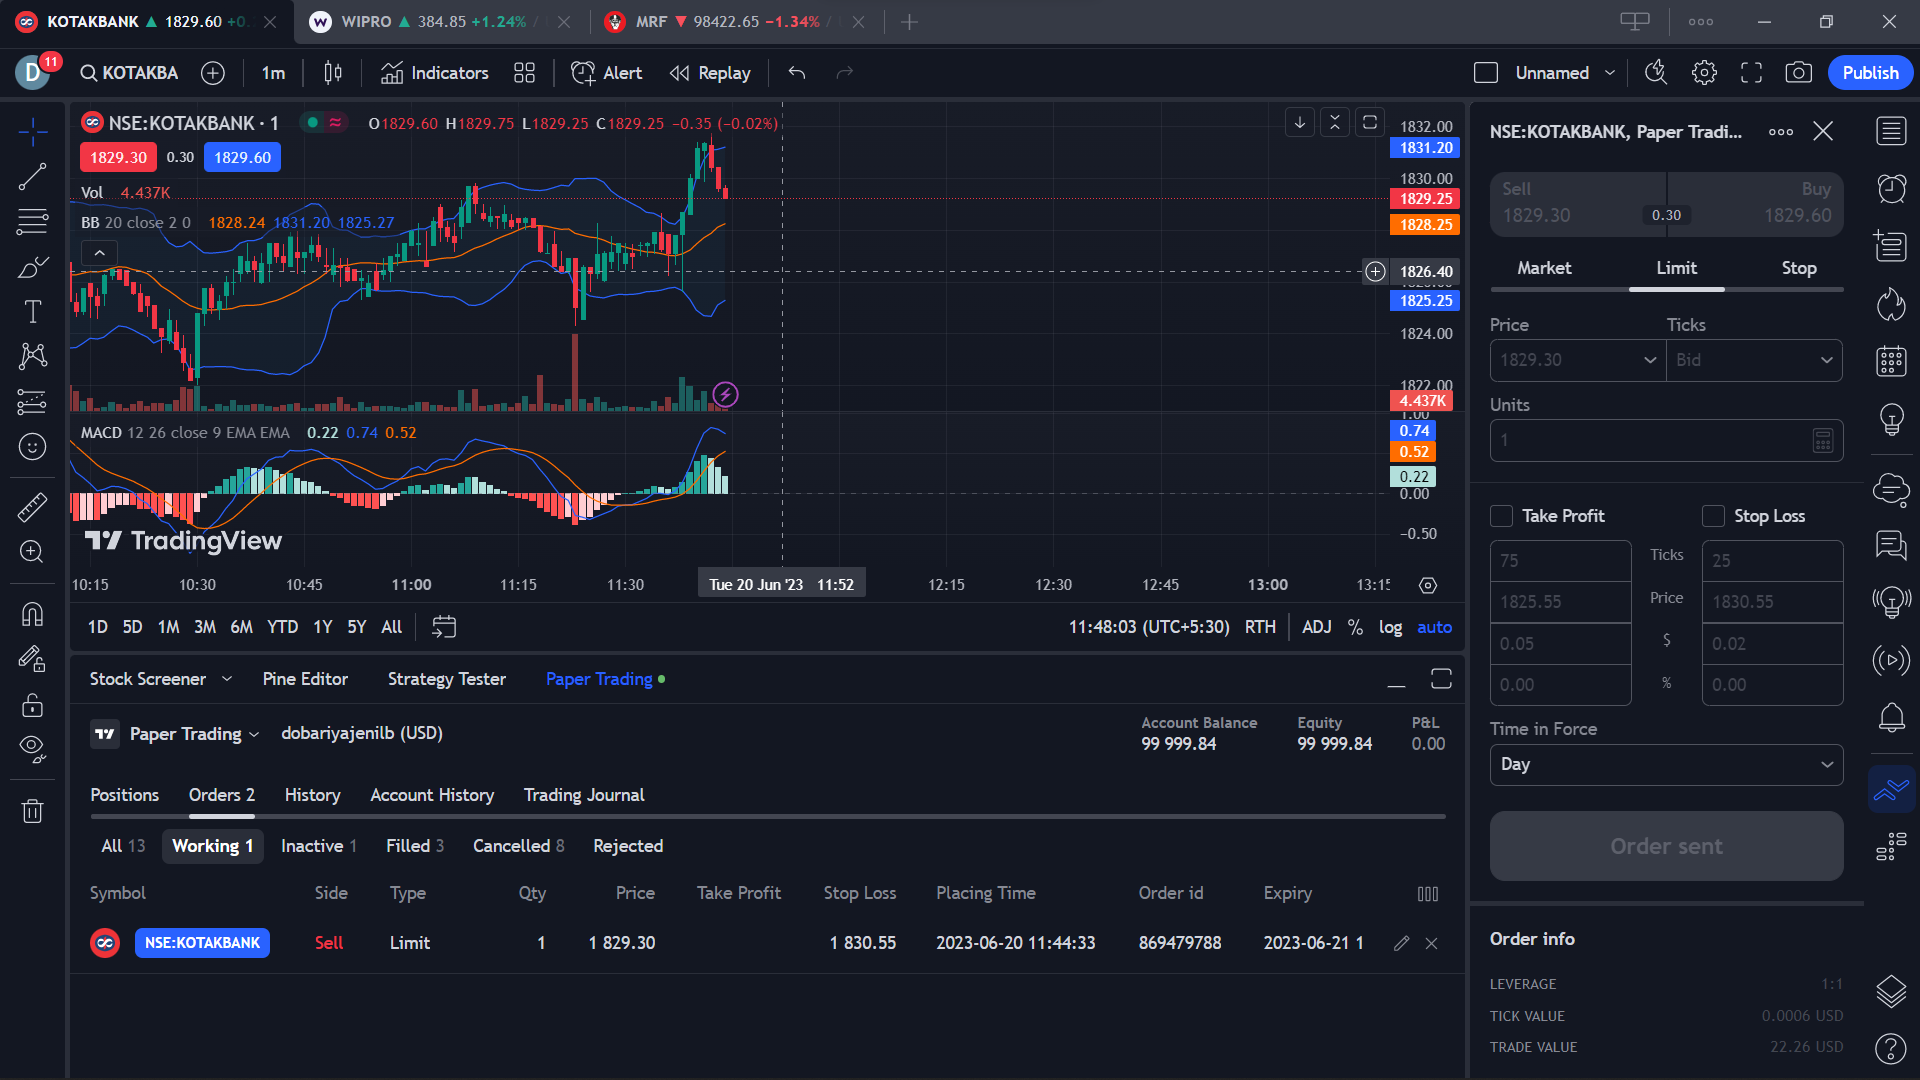 KOTAKBANK ▲ 1829.60 +0.
WIPRO ▲ 384.85 +1.24% /
MRF ▼ 98422.65 −1.34% /
D 11 KOTAKBA 1m Indicators Alert Replay Unnamed Publish
NSE:KOTAKBANK · 1 O1829.60 H1829.75 L1829.25 C1829.25 −0.35 (−0.02%)
1829.30 0.30 1829.60
Vol 4.437K
BB 20 close 2 0 1828.24 1831.20 1825.27
1832.00
1831.20
1830.00
1829.25
1828.25
1826.40
1825.25
1824.00
1822.00
4.437K
1.00
MACD 12 26 close 9 EMA EMA 0.22 0.74 0.52
0.74
0.52
0.22
0.00
−0.50
TradingView
10:15 10:30 10:45 11:00 11:15 11:30 Tue 20 Jun '23 11:52 12:15 12:30 12:45 13:00 13:15
1D 5D 1M 3M 6M YTD 1Y 5Y All 11:48:03 (UTC+5:30) RTH ADJ % log auto
Stock Screener Pine Editor Strategy Tester Paper Trading
Paper Trading dobariyajenilb (USD)
Account Balance Equity P&L
99 999.84 99 999.84 0.00
Positions Orders 2 History Account History Trading Journal
All 13 Working 1 Inactive 1 Filled 3 Cancelled 8 Rejected
Symbol Side Type Qty Price Take Profit Stop Loss Placing Time Order id Expiry
NSE:KOTAKBANK Sell Limit 1 1 829.30 1 830.55 2023-06-20 11:44:33 869479788 2023-06-21 1
NSE:KOTAKBANK, Paper Tradi...
Sell Buy
1829.30 0.30 1829.60
Market Limit Stop
Price Ticks
1829.30 Bid
Units
1
Take Profit Stop Loss
75 Ticks 25
1825.55 Price 1830.55
0.05 $ 0.02
0.00 % 0.00
Time in Force
Day
Order sent
Order info
LEVERAGE 1:1
TICK VALUE 0.0006 USD
TRADE VALUE 22.26 USD